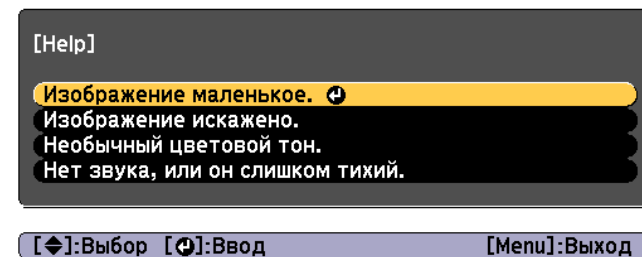 [Help]
Изображение маленькое.
Изображение искажено.
Необычный цветовой тон.
Нет звука, или он слишком тихий.
[◆]:Выбор [⏎]:Ввод [Menu]:Выход